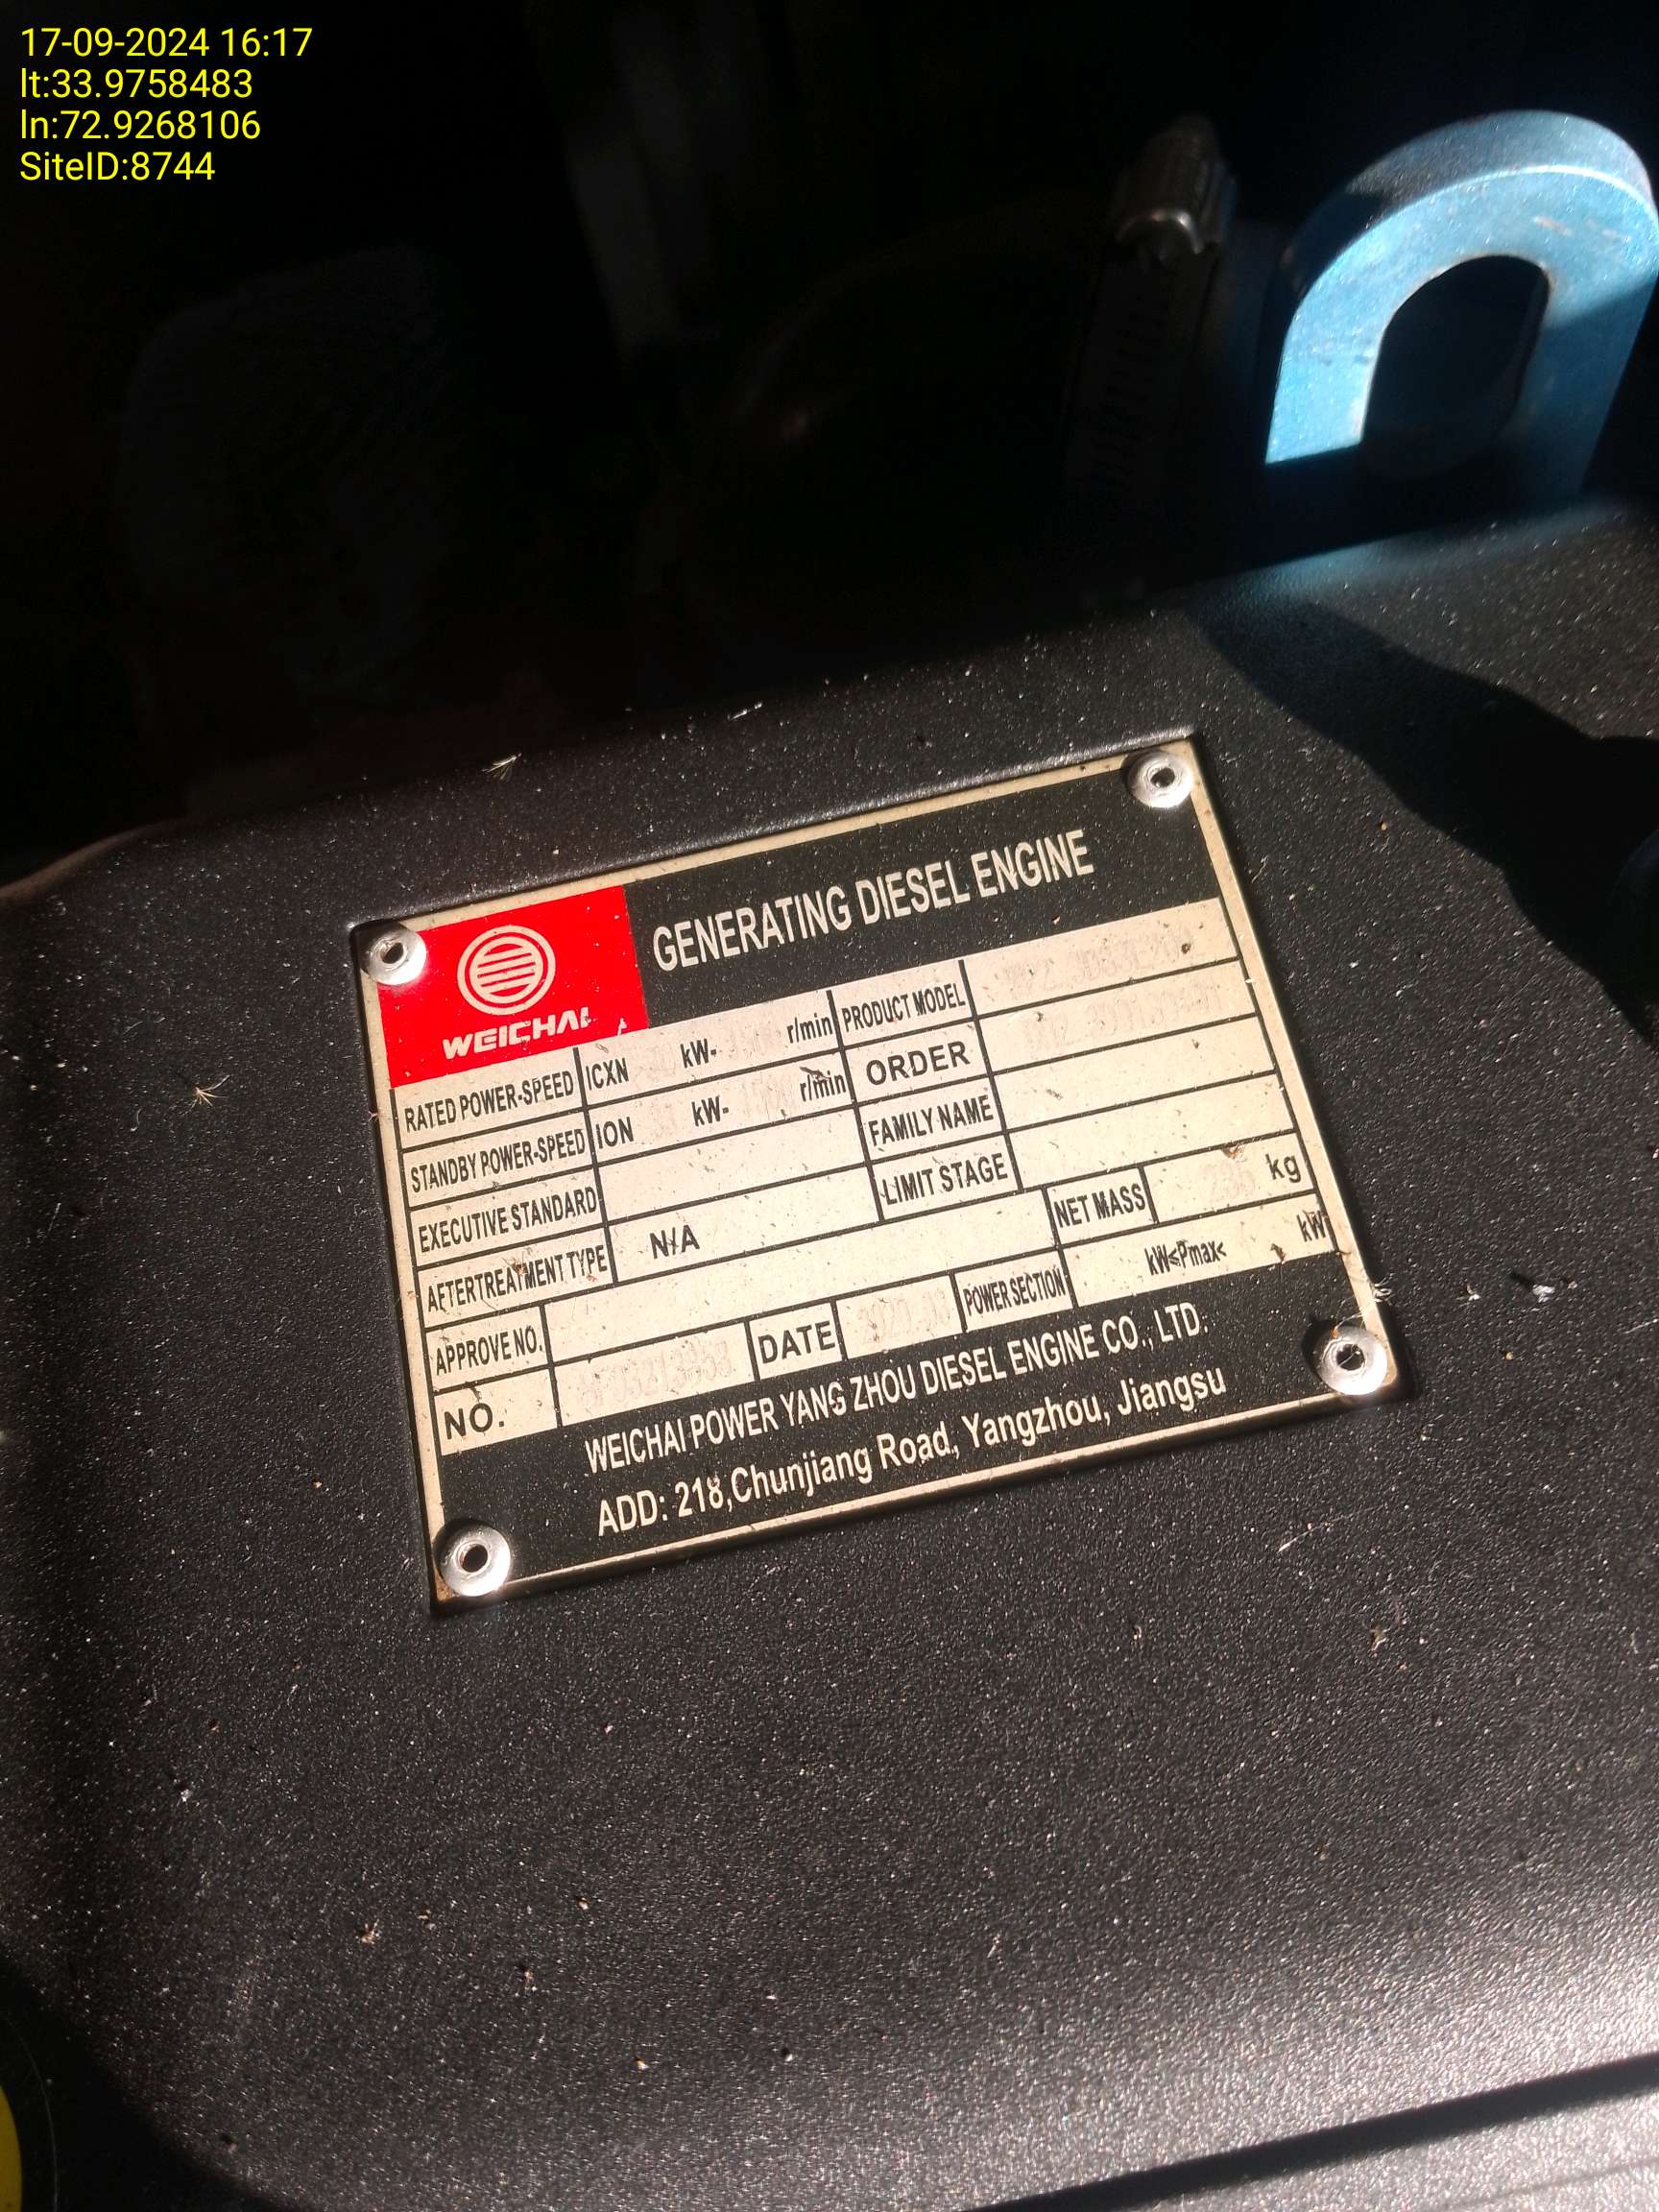 17-09-2024 16:17
lt:33.9758483
ln:72.9268106
SiteID:8744
WEICHAI
GENERATING DIESEL ENGINE
RATED POWER-SPEED ICXN kW- r/min PRODUCT MODEL
STANDBY POWER-SPEED ION kW- r/min ORDER
EXECUTIVE STANDARD FAMILY NAME
AFTERTREATMENT TYPE N/A LIMIT STAGE
APPROVE NO. NET MASS kg
NO. DATE POWER SECTION kW≤Pmax< kW
WEICHAI POWER YANG ZHOU DIESEL ENGINE CO., LTD.
ADD: 218,Chunjiang Road, Yangzhou, Jiangsu